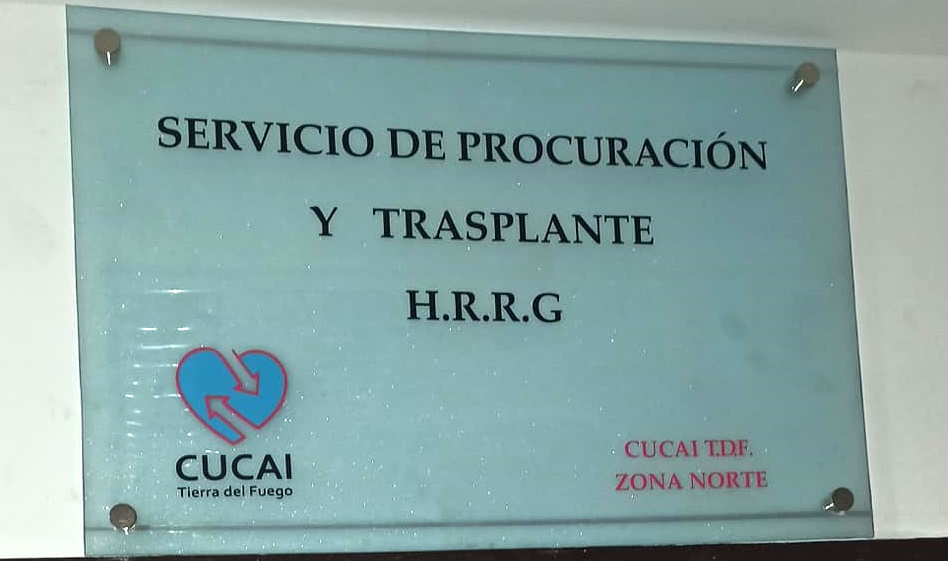 SERVICIO DE PROCURACIÓN
Y TRASPLANTE
H.R.R.G
CUCAI
Tierra del Fuego
CUCAI T.D.F.
ZONA NORTE